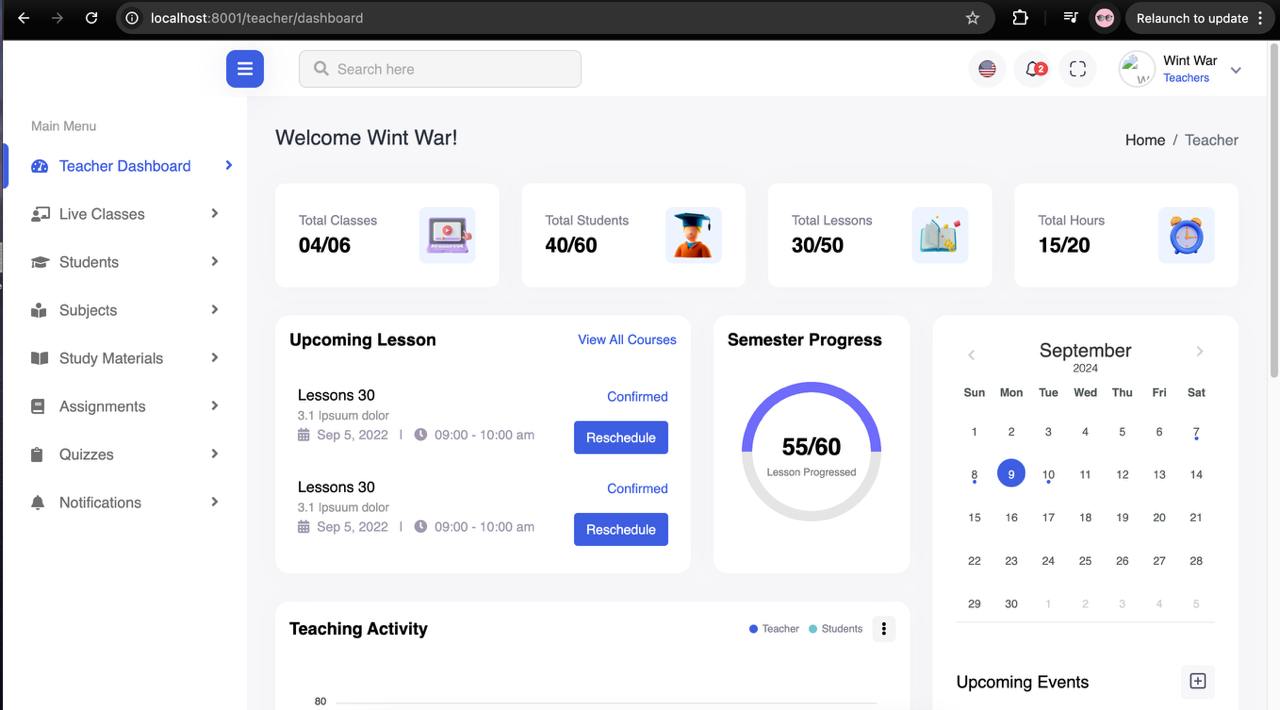 localhost:8001/teacher/dashboard
Relaunch to update
Search here
2
Wint War
Teachers
Main Menu
Teacher Dashboard
Live Classes
Students
Subjects
Study Materials
Assignments
Quizzes
Notifications
Welcome Wint War!
Home / Teacher
Total Classes
04/06
Total Students
40/60
Total Lessons
30/50
Total Hours
15/20
Upcoming Lesson
View All Courses
Lessons 30
Confirmed
3.1 Ipsuum dolor
Sep 5, 2022 | 09:00 - 10:00 am
Reschedule
Lessons 30
Confirmed
3.1 Ipsuum dolor
Sep 5, 2022 | 09:00 - 10:00 am
Reschedule
Semester Progress
55/60
Lesson Progressed
September
2024
Sun Mon Tue Wed Thu Fri Sat
1 2 3 4 5 6 7
8 9 10 11 12 13 14
15 16 17 18 19 20 21
22 23 24 25 26 27 28
29 30 1 2 3 4 5
Teaching Activity
Teacher Students
80
Upcoming Events